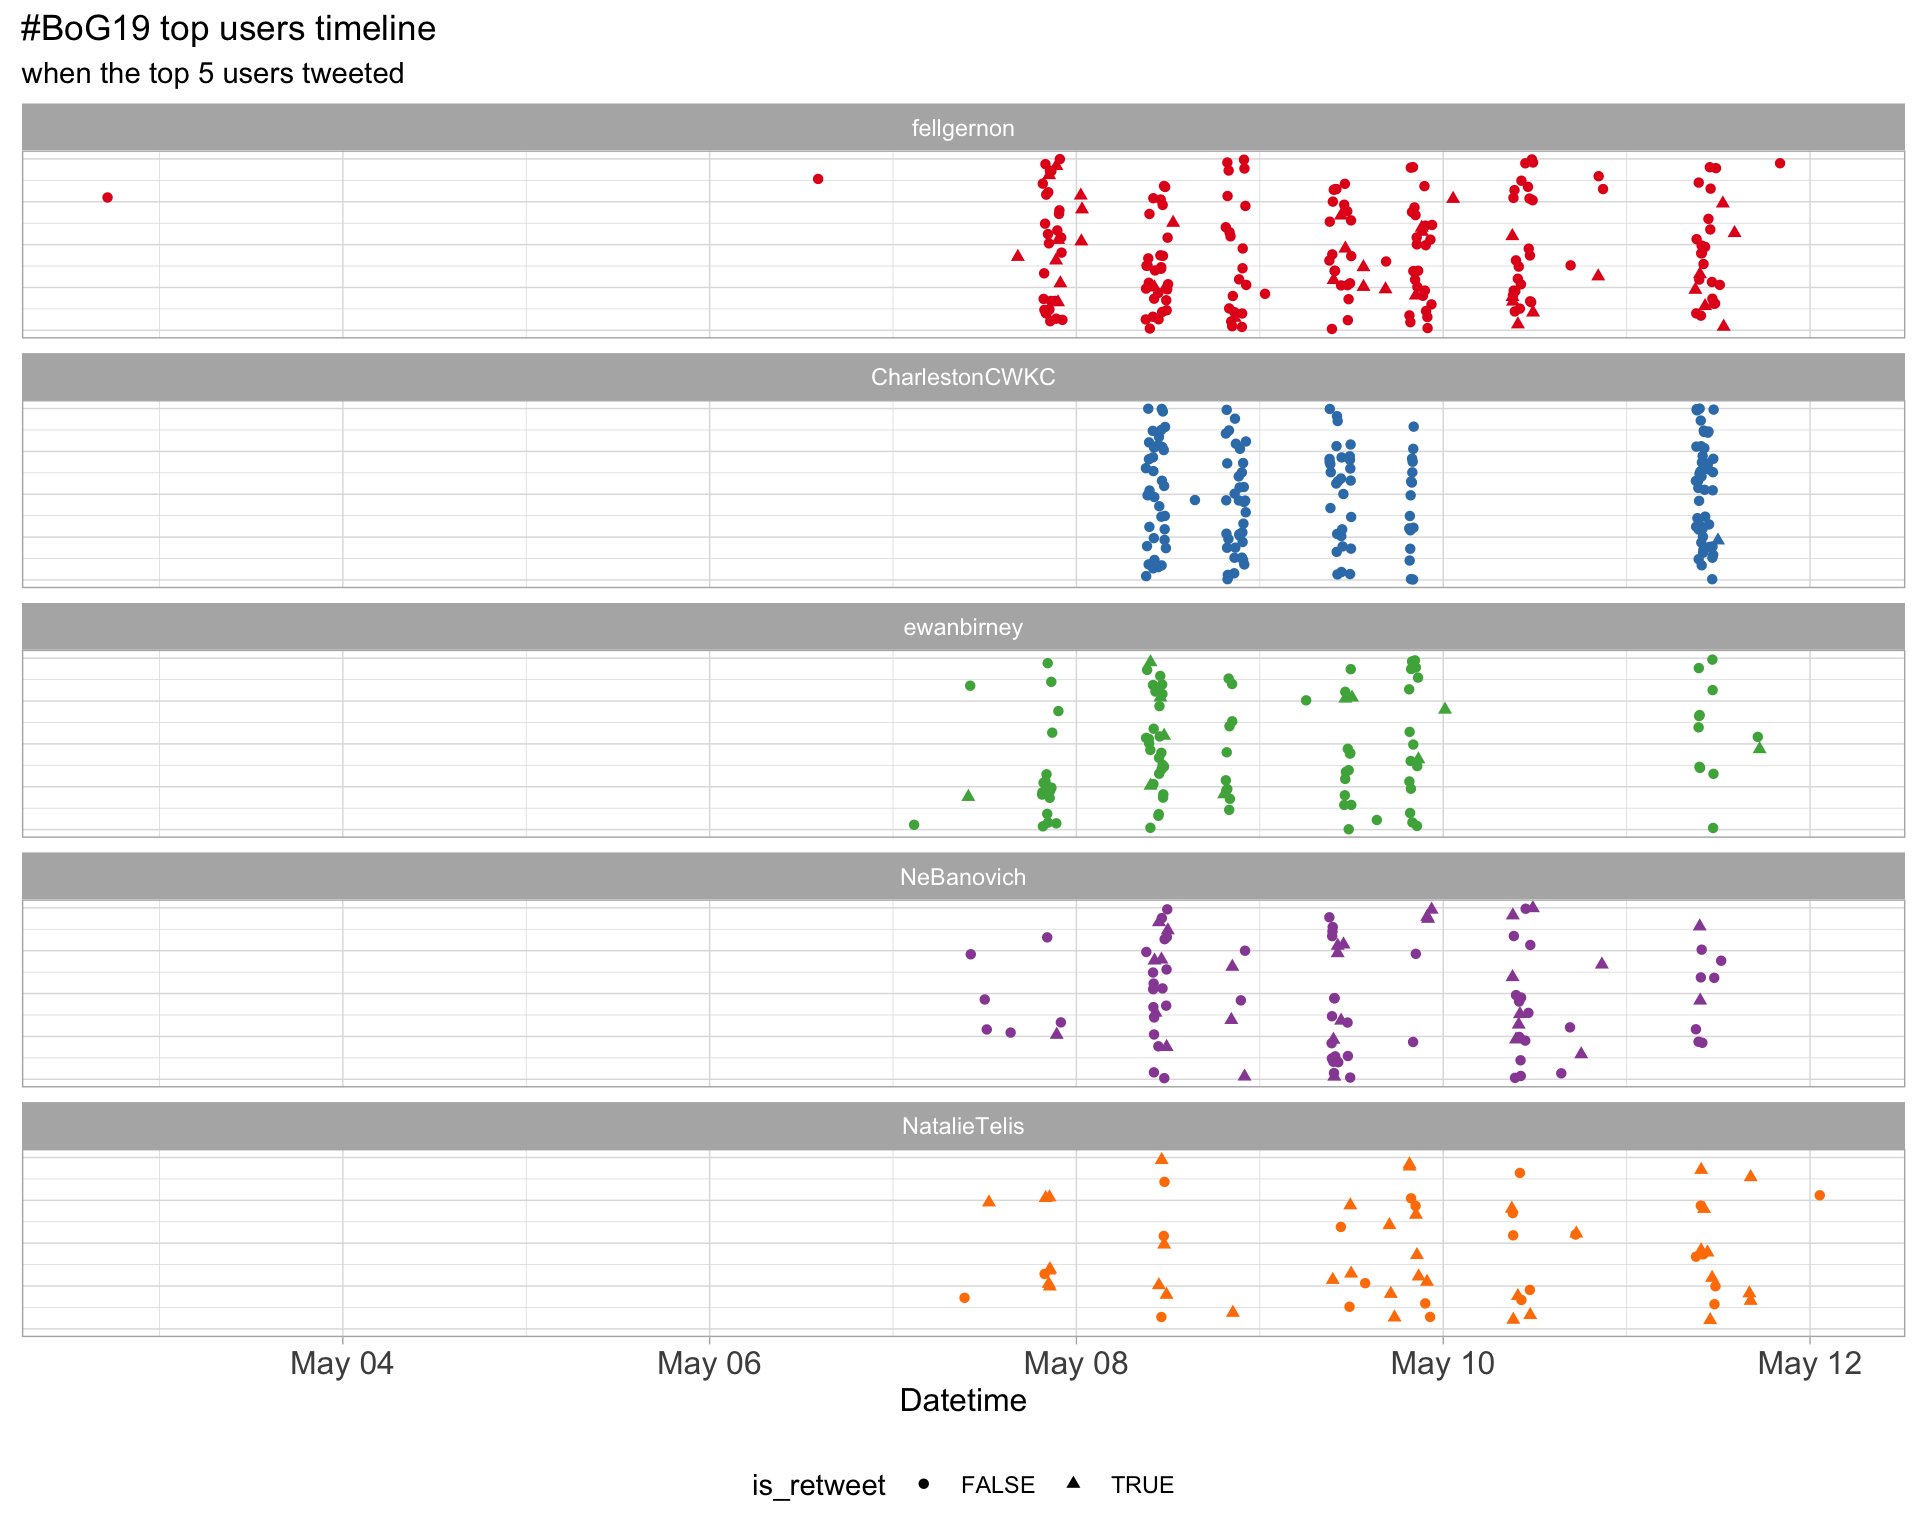 #BoG19 top users timeline
when the top 5 users tweeted
fellgernon
CharlestonCWKC
ewanbirney
NeBanovich
NatalieTelis
May 04 May 06 May 08 May 10 May 12
Datetime
is_retweet FALSE TRUE